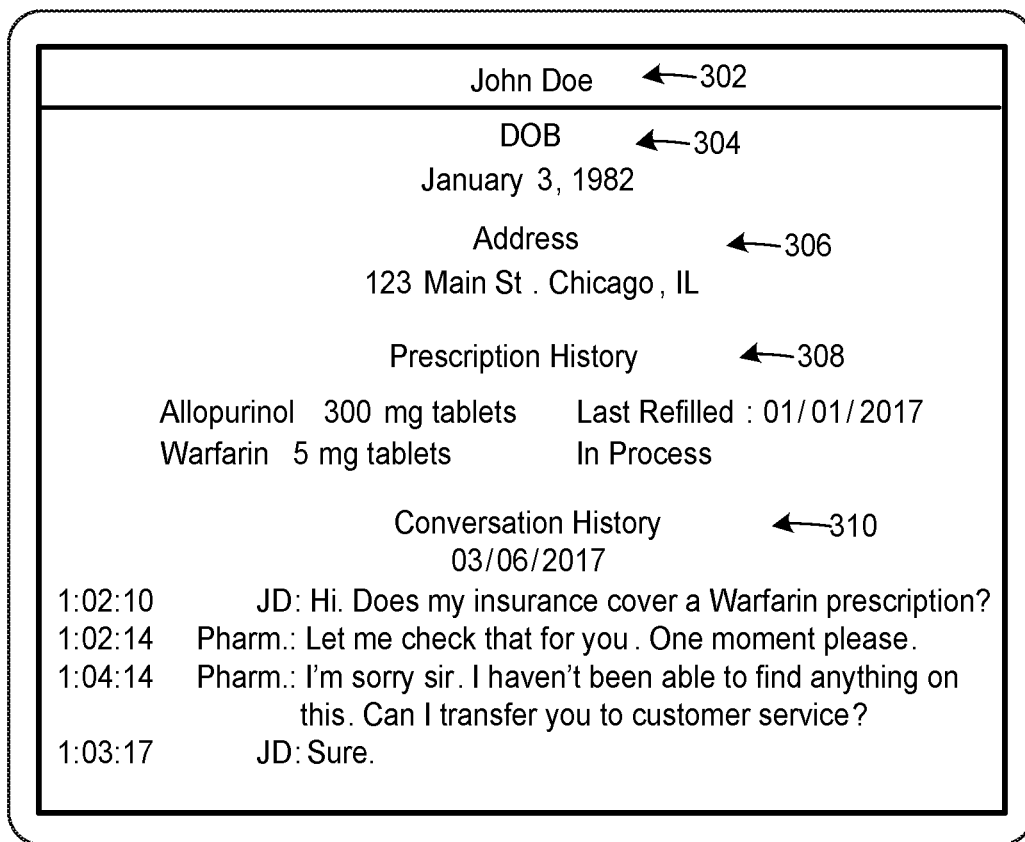 John Doe 302
DOB 304
January 3, 1982
Address 306
123 Main St . Chicago , IL
Prescription History 308
Allopurinol 300 mg tablets Last Refilled : 01/01/2017
Warfarin 5 mg tablets In Process
Conversation History 310
03/06/2017
1:02:10 JD: Hi. Does my insurance cover a Warfarin prescription?
1:02:14 Pharm.: Let me check that for you . One moment please.
1:04:14 Pharm.: I'm sorry sir. I haven't been able to find anything on
this. Can I transfer you to customer service?
1:03:17 JD: Sure.